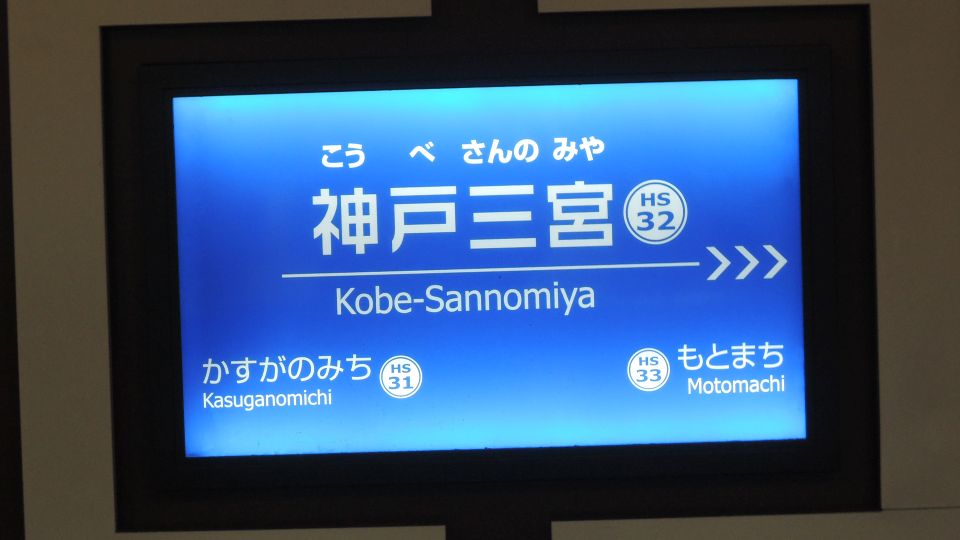 こう べ さんの みや
神戸三宮 HS 32
Kobe-Sannomiya
かすがのみち HS 31
Kasuganomichi
HS 33 もとまち
Motomachi